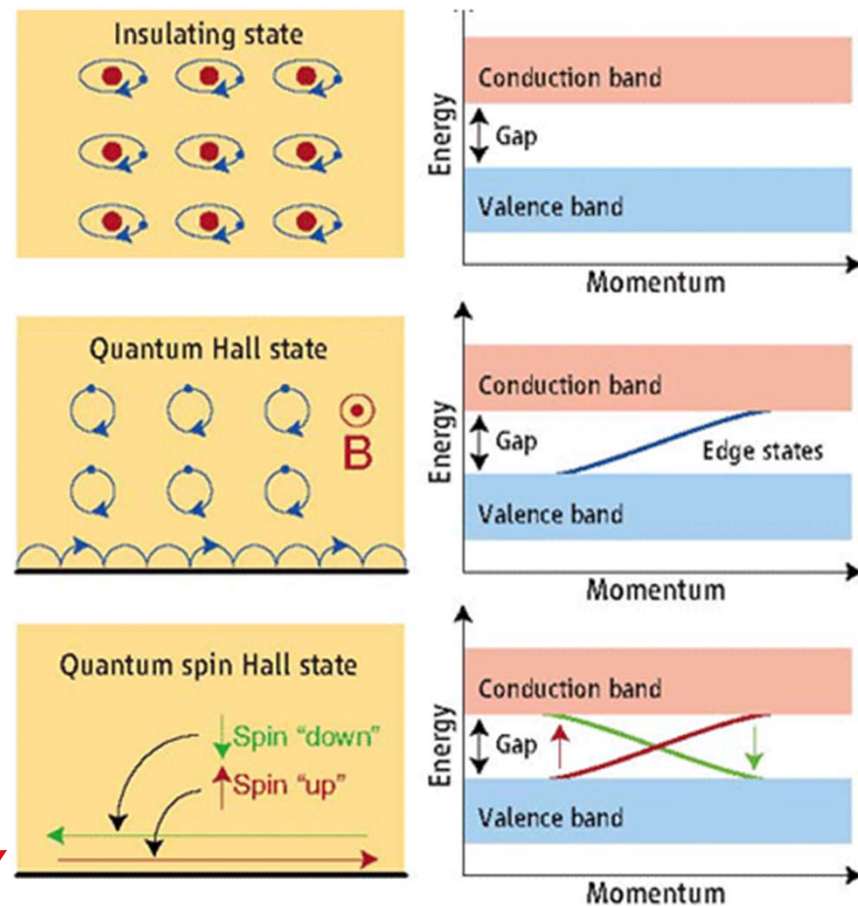 Insulating state
Energy
Conduction band
Gap
Valence band
Momentum
Quantum Hall state
B
Energy
Conduction band
Gap
Edge states
Valence band
Momentum
Quantum spin Hall state
Spin "down"
Spin "up"
Energy
Conduction band
Gap
Valence band
Momentum